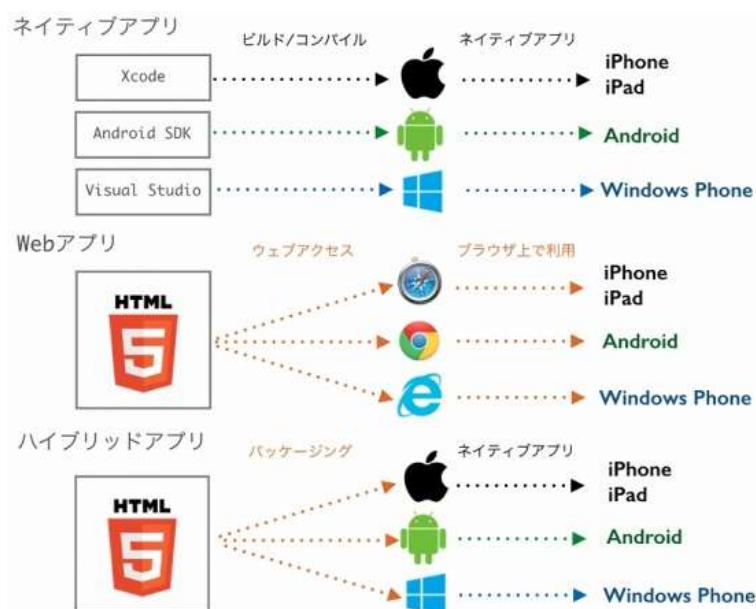 ネイティブアプリ
ビルド/コンパイル
ネイティブアプリ
Xcode
iPhone
iPad
Android SDK
Android
Visual Studio
Windows Phone
Webアプリ
ウェブアクセス
ブラウザ上で利用
HTML
5
iPhone
iPad
Android
Windows Phone
ハイブリッドアプリ
パッケージング
ネイティブアプリ
HTML
5
iPhone
iPad
Android
Windows Phone